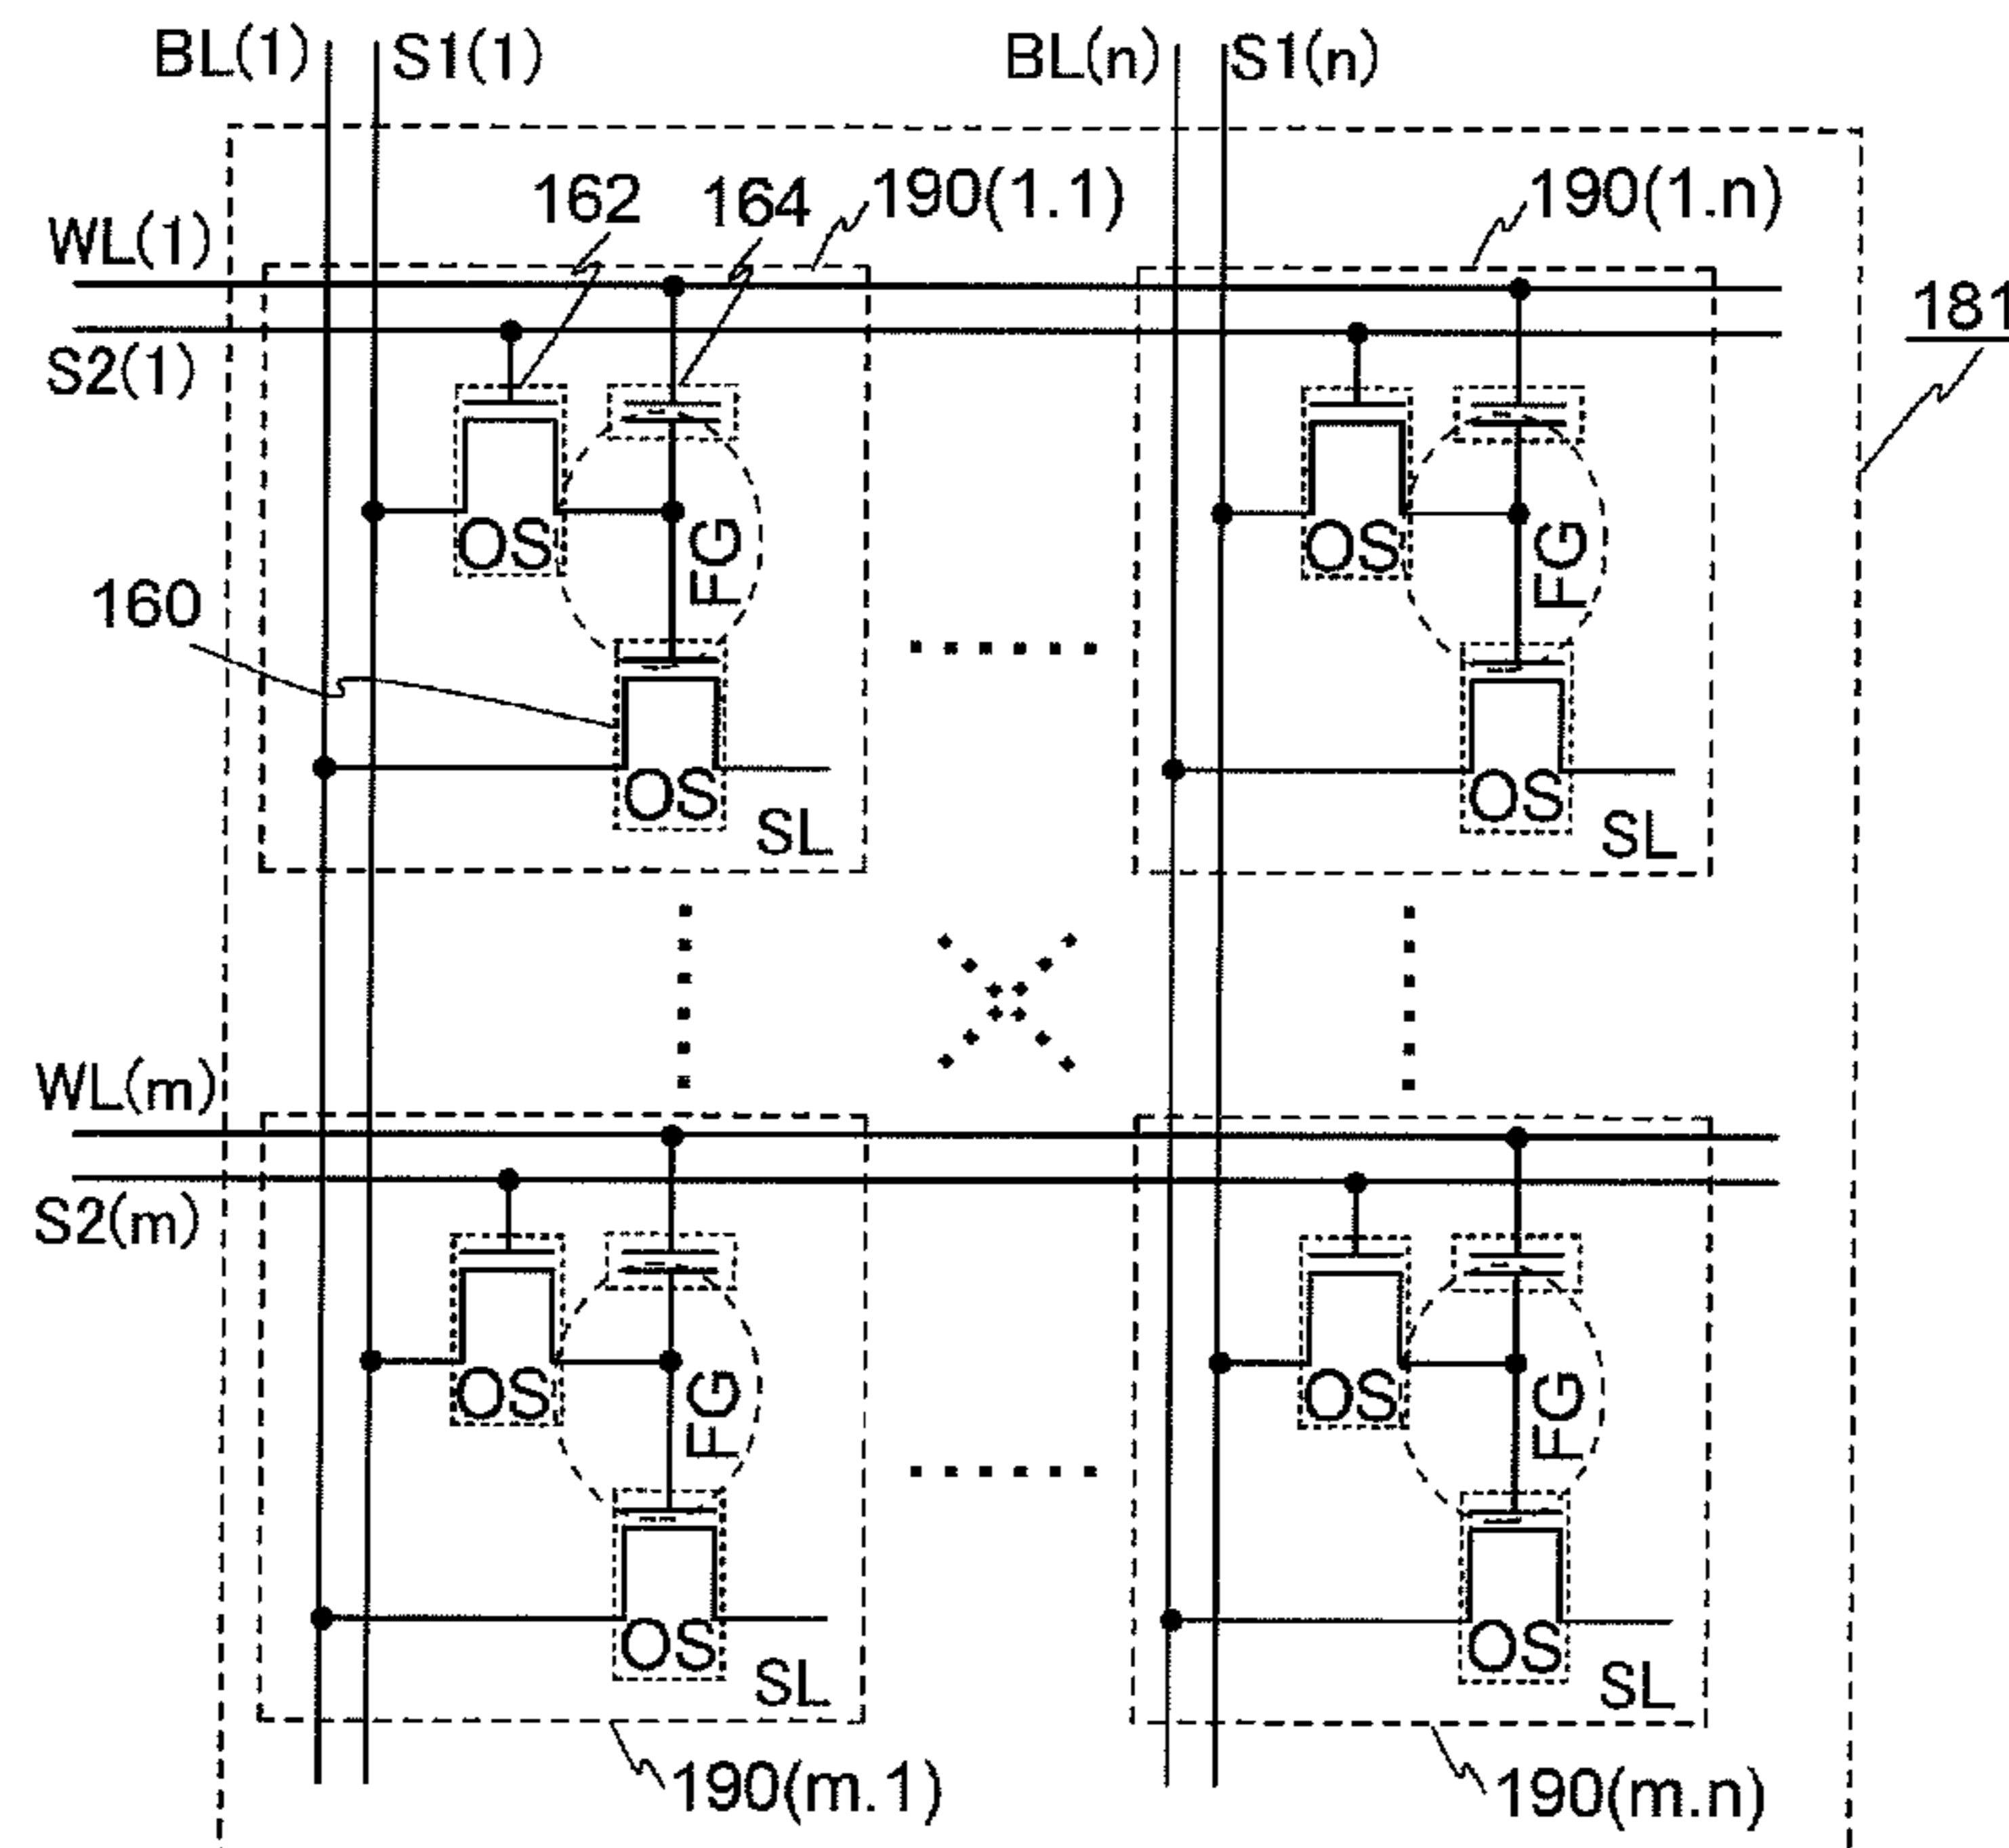 BL(1) S1(1) BL(n) S1(n)
162 164 190(1.1) 190(1.n)
WL(1)
181
S2(1)
OS FG OS FG
160
OS SL OS SL
WL(m)
S2(m)
OS FG OS FG
OS SL OS SL
190(m.1) 190(m.n)